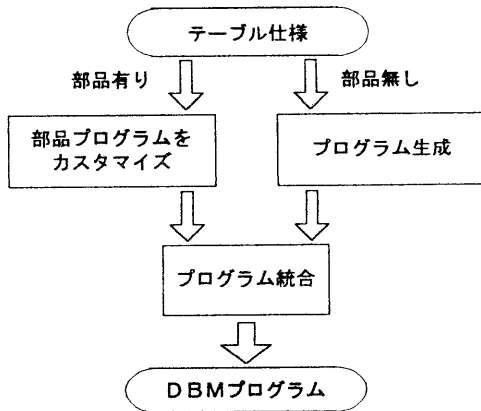 テーブル仕様
部品有り
部品無し
部品プログラムを
カスタマイズ
プログラム生成
プログラム統合
ＤＢＭプログラム